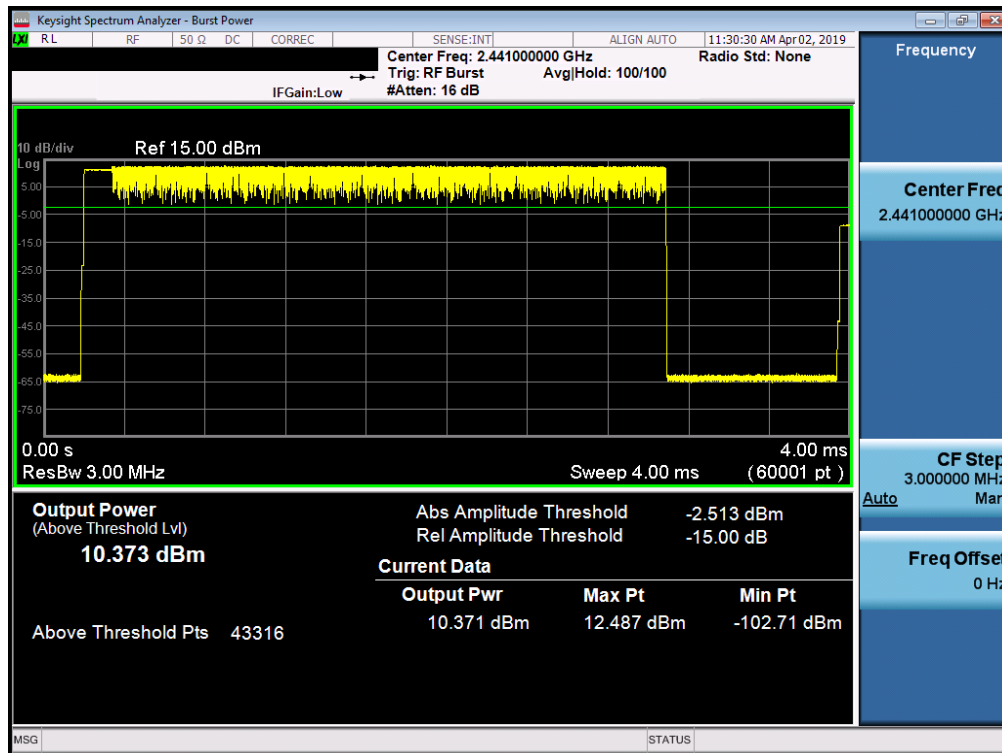 Keysight Spectrum Analyzer - Burst Power
LXI RL RF 50 Ω DC CORREC SENSE:INT ALIGN AUTO 11:30:30 AM Apr 02, 2019
Center Freq: 2.441000000 GHz Radio Std: None
Trig: RF Burst Avg|Hold: 100/100
IFGain:Low #Atten: 16 dB
Frequency
10 dB/div Ref 15.00 dBm
Log
5.00
-5.00
-15.0
-25.0
-35.0
-45.0
-55.0
-65.0
-75.0
0.00 s 4.00 ms
ResBw 3.00 MHz Sweep 4.00 ms (60001 pt)
Center Freq
2.441000000 GHz
CF Step
3.000000 MHz
Auto Man
Freq Offset
0 Hz
Output Power
(Above Threshold Lvl)
10.373 dBm
Above Threshold Pts 43316
Abs Amplitude Threshold -2.513 dBm
Rel Amplitude Threshold -15.00 dB
Current Data
Output Pwr Max Pt Min Pt
10.371 dBm 12.487 dBm -102.71 dBm
MSG STATUS